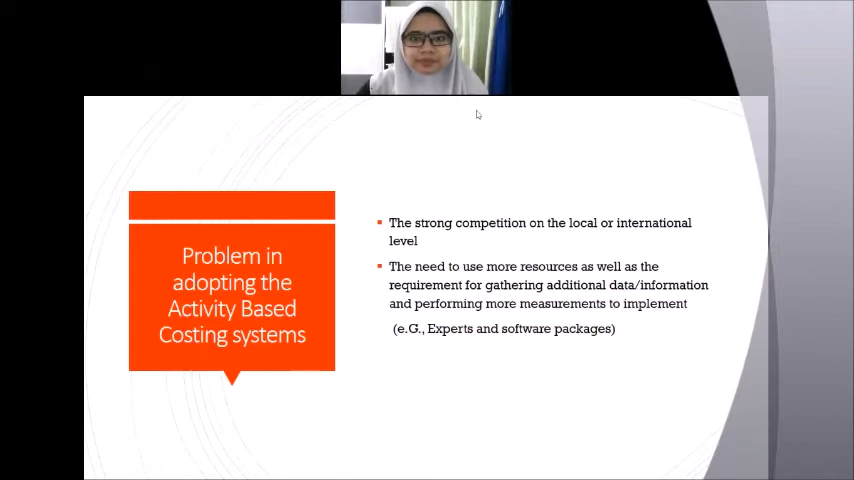 Problem in
adopting the
Activity Based
Costing systems
The strong competition on the local or international
level
The need to use more resources as well as the
requirement for gathering additional data/information
and performing more measurements to implement
(e.G., Experts and software packages)